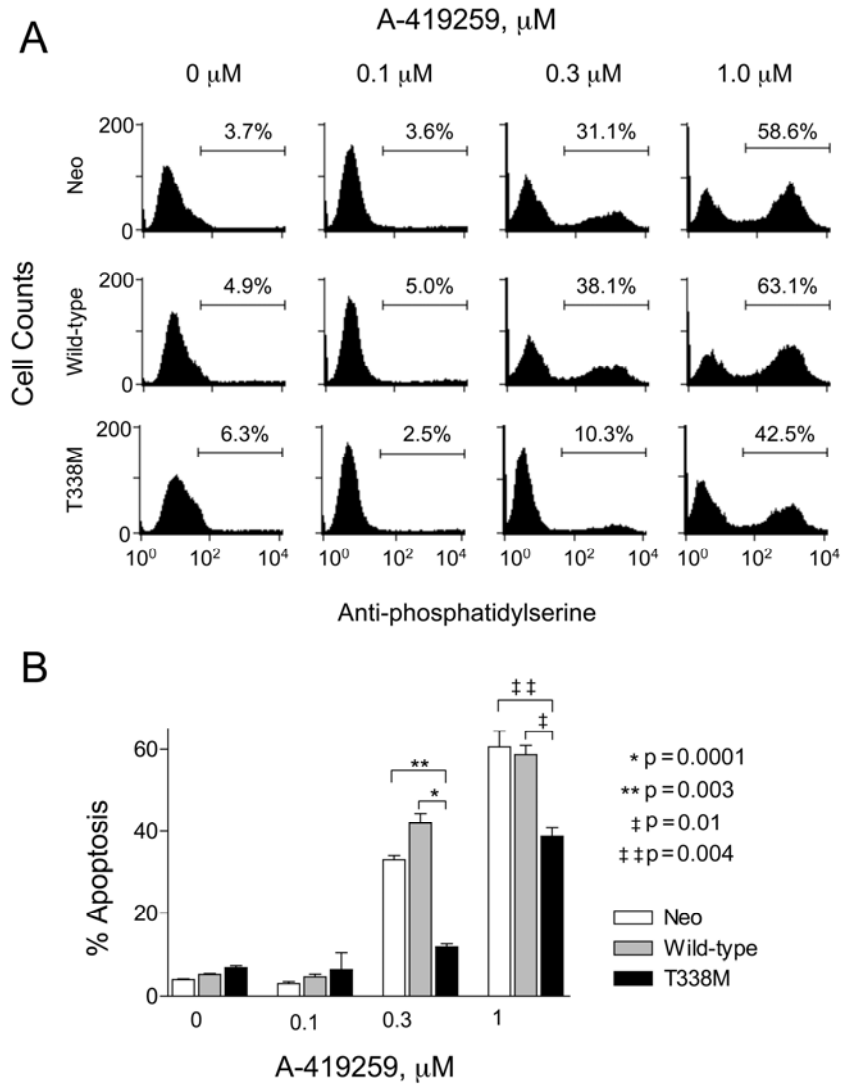 A
A-419259, μM
0 μM 0.1 μM 0.3 μM 1.0 μM
Neo
200
0
3.7% 3.6% 31.1% 58.6%
Cell Counts
Wild-type
200
0
4.9% 5.0% 38.1% 63.1%
T338M
200
0
6.3% 2.5% 10.3% 42.5%
10⁰ 10² 10⁴ 10⁰ 10² 10⁴ 10⁰ 10² 10⁴ 10⁰ 10² 10⁴
Anti-phosphatidylserine
B
% Apoptosis
60
40
20
0
** 
*
‡‡
‡
* p=0.0001
** p=0.003
‡ p=0.01
‡‡p=0.004
Neo
Wild-type
T338M
0 0.1 0.3 1
A-419259, μM